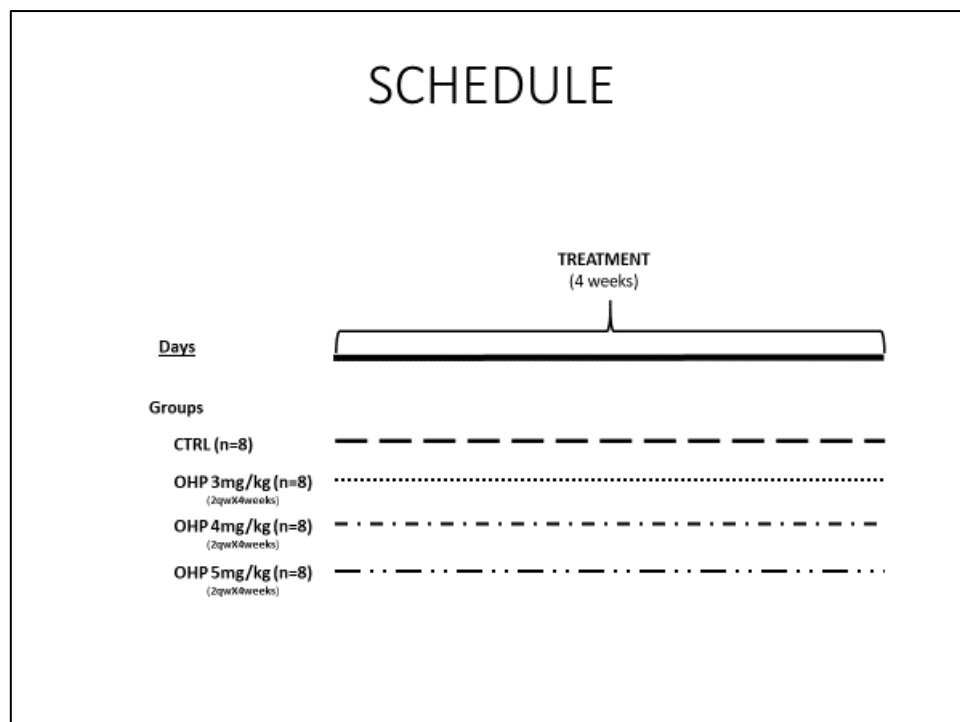 SCHEDULE
TREATMENT
(4 weeks)
Days
Groups
CTRL (n=8)
OHP 3mg/kg (n=8)
(2qwX4weeks)
OHP 4mg/kg (n=8)
(2qwX4weeks)
OHP 5mg/kg (n=8)
(2qwX4weeks)